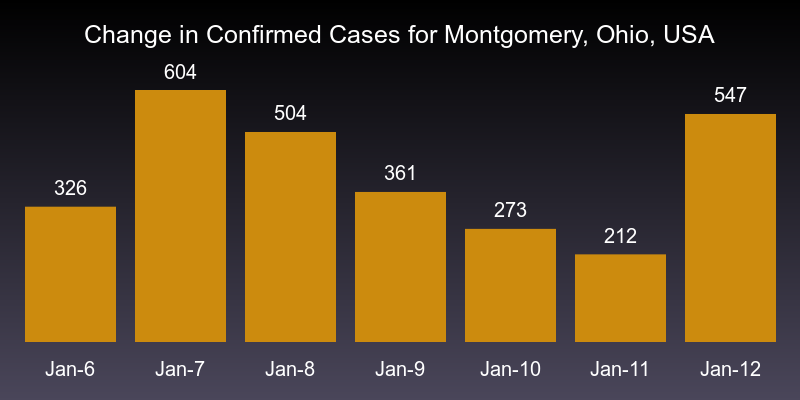 Change in Confirmed Cases for Montgomery, Ohio, USA
326 604 504 361 273 212 547
Jan-6 Jan-7 Jan-8 Jan-9 Jan-10 Jan-11 Jan-12